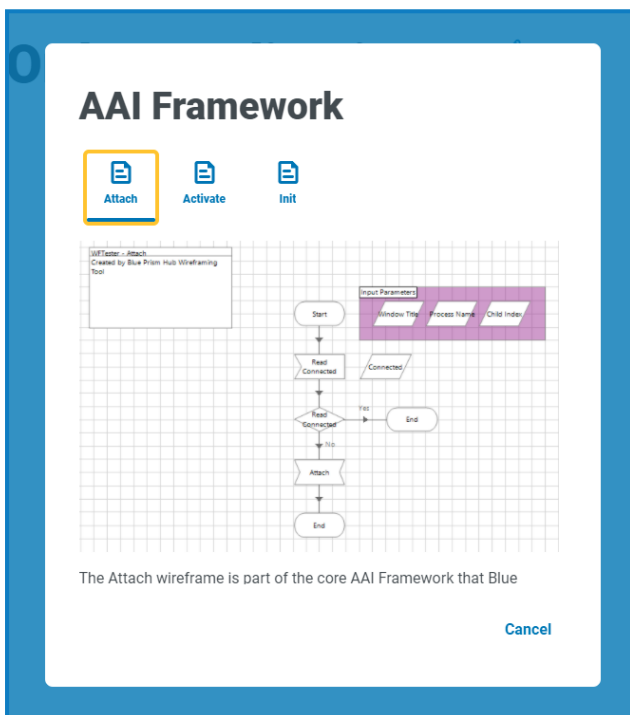 AAI Framework
Attach
Activate
Init
WFTester - Attach
Created by Blue Prism Hub Wireframing
Tool
Input Parameters
Start
Window Title
Process Name
Child Index
Read
Connected
Connected
Read
Connected
Yes
End
No
Attach
End
The Attach wireframe is part of the core AAI Framework that Blue
Cancel